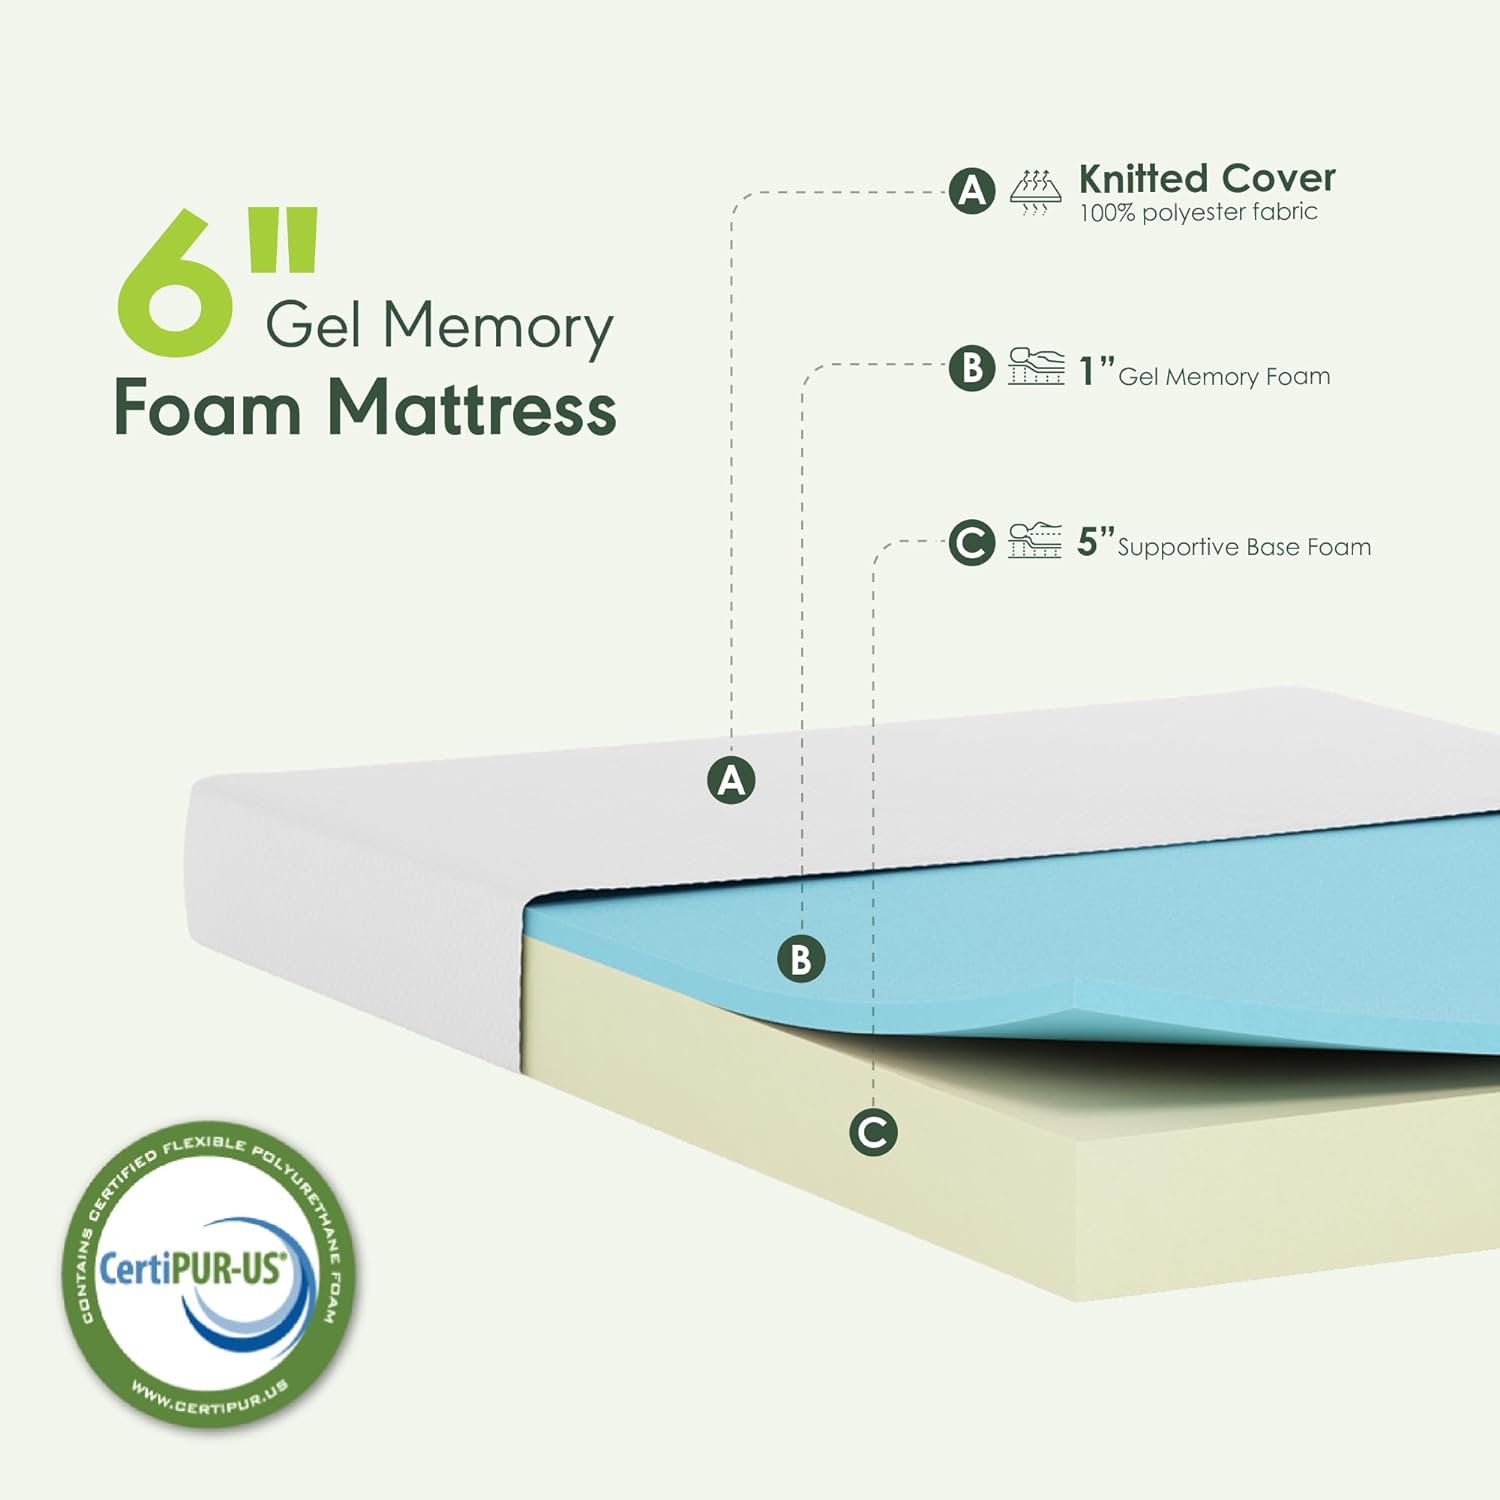 6"
Gel Memory
Foam Mattress
A Knitted Cover
100% polyester fabric
B 1” Gel Memory Foam
C 5” Supportive Base Foam
A
B
C
CONTAINS CERTIFIED FLEXIBLE POLYURETHANE FOAM
CertiPUR-US®
WWW.CERTIPUR.US